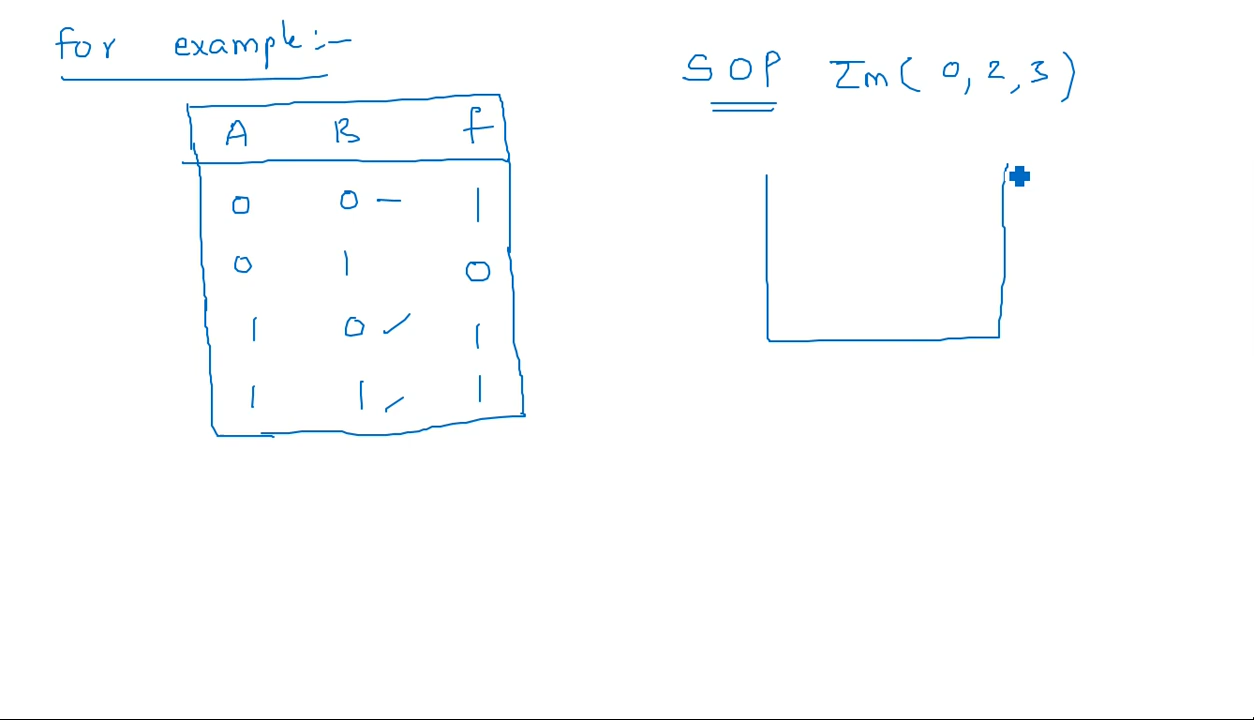 for example:-
SOP Σm( 0, 2, 3)
A B f
0 0 - 1
0 1 0
1 0 ✓ 1
1 1 ✓ 1